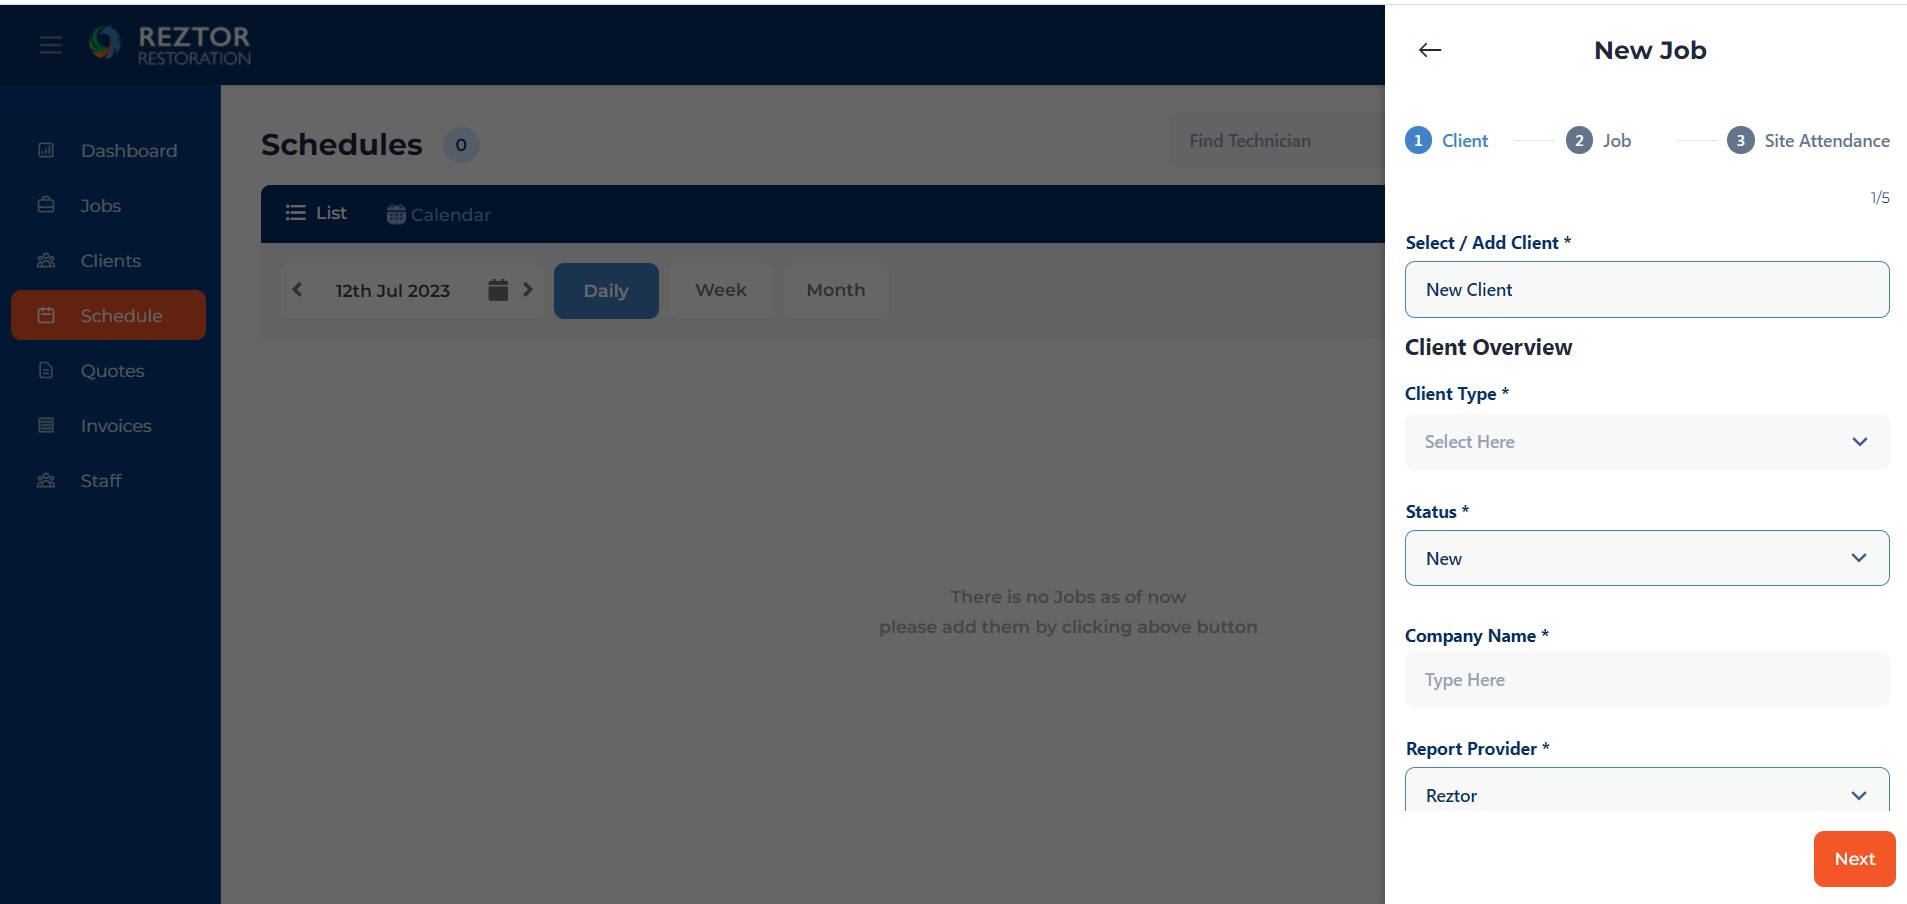 REZTOR
RESTORATION
Dashboard
Jobs
Clients
Schedule
Quotes
Invoices
Staff
Schedules 0
Find Technician
List Calendar
12th Jul 2023 Daily Week Month
There is no Jobs as of now
please add them by clicking above button
New Job
1 Client 2 Job 3 Site Attendance
1/5
Select / Add Client *
New Client
Client Overview
Client Type *
Select Here
Status *
New
Company Name *
Type Here
Report Provider *
Reztor
Next